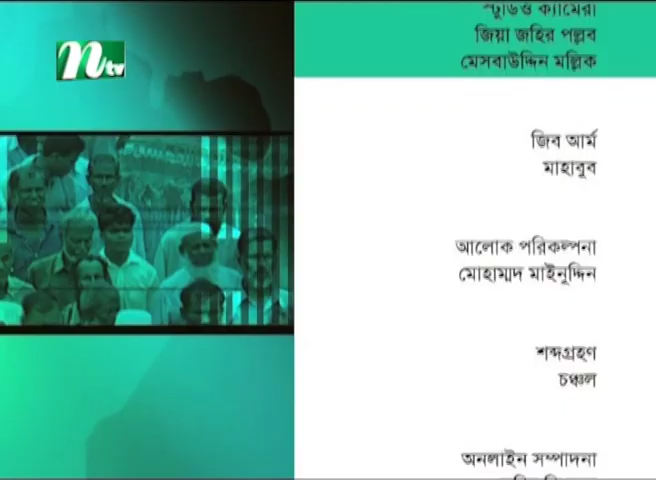 ntv
স্টুডিও ক্যামেরা
জিয়া জহির পল্লব
মেসবাউদ্দিন মল্লিক
জিব আর্ম
মাহাবুব
আলোক পরিকল্পনা
মোহাম্মদ মাইনুদ্দিন
শব্দগ্রহণ
চঞ্চল
অনলাইন সম্পাদনা